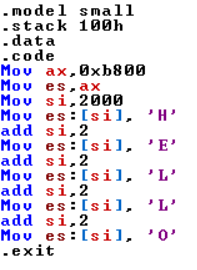 .model small
.stack 100h
.data
.code
Mov ax,0xb800
Mov es,ax
Mov si,2000
Mov es:[si], 'H'
add si,2
Mov es:[si], 'E'
add si,2
Mov es:[si], 'L'
add si,2
Mov es:[si], 'L'
add si,2
Mov es:[si], 'O'
.exit